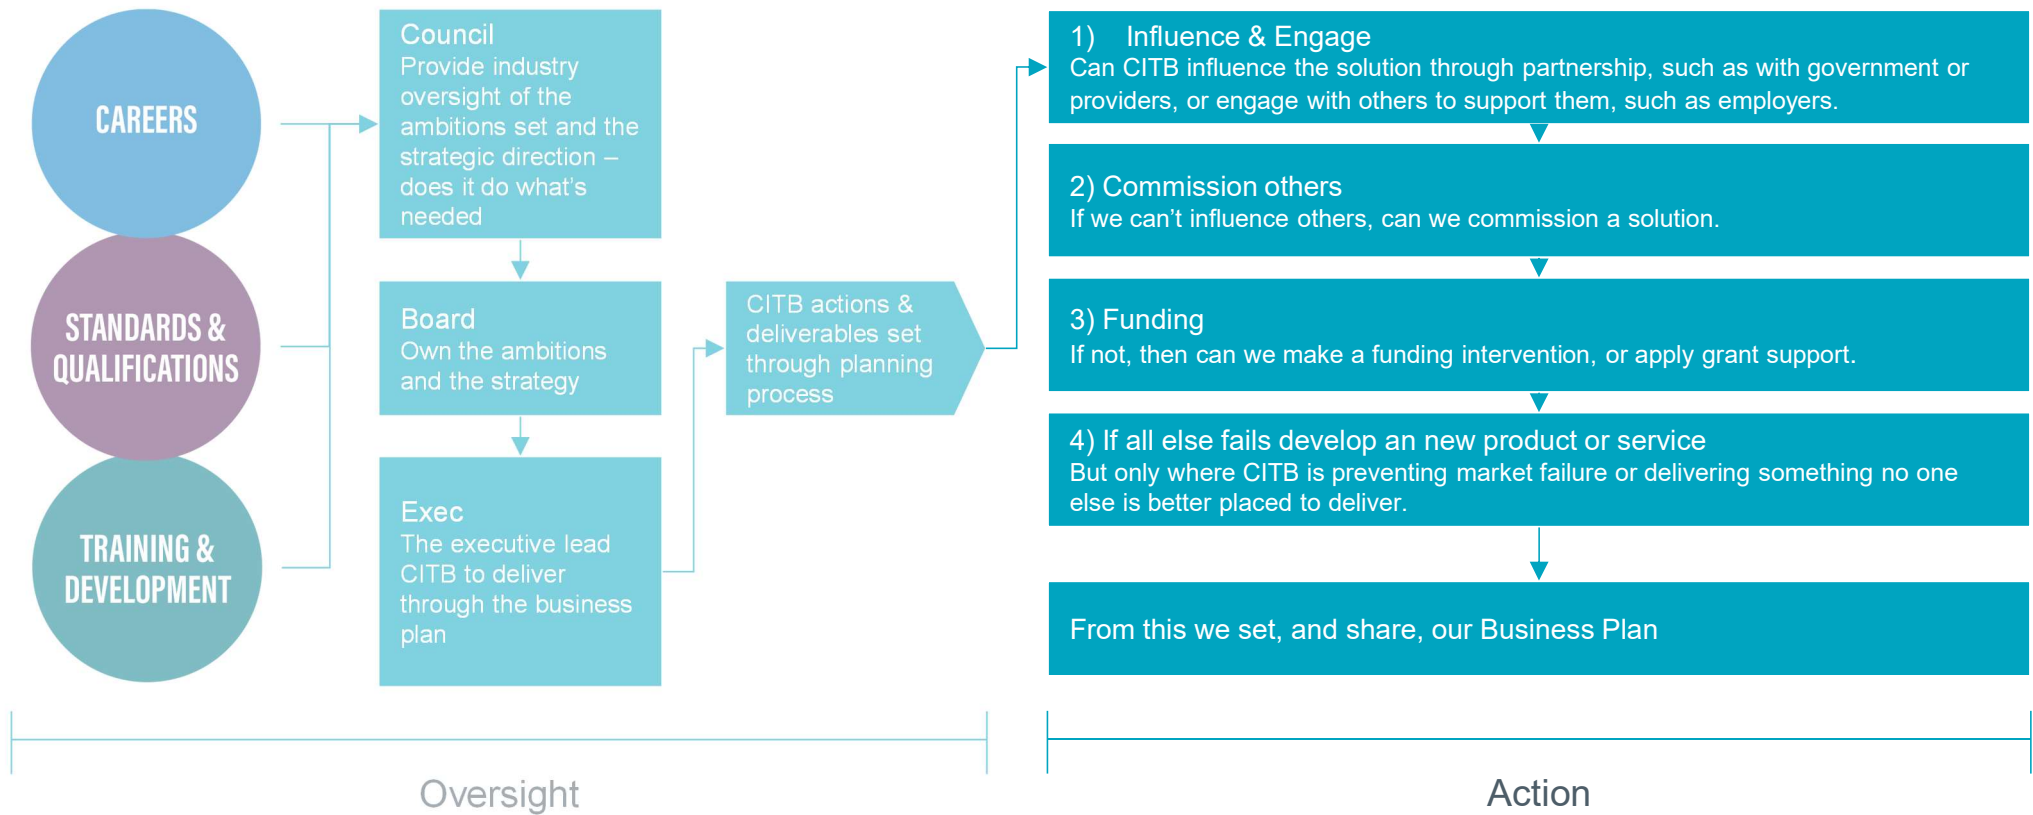 CAREERS
STANDARDS &
QUALIFICATIONS
TRAINING &
DEVELOPMENT
Council
Provide industry
oversight of the
ambitions set and the
strategic direction –
does it do what's
needed
Board
Own the ambitions
and the strategy
Exec
The executive lead
CITB to deliver
through the business
plan
CITB actions &
deliverables set
through planning
process
Oversight
1) Influence & Engage
Can CITB influence the solution through partnership, such as with government or
providers, or engage with others to support them, such as employers.
2) Commission others
If we can't influence others, can we commission a solution.
3) Funding
If not, then can we make a funding intervention, or apply grant support.
4) If all else fails develop an new product or service
But only where CITB is preventing market failure or delivering something no one
else is better placed to deliver.
From this we set, and share, our Business Plan
Action